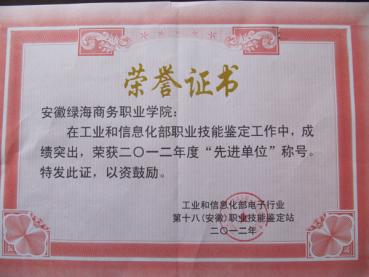 荣誉证书
安徽绿海商务职业学院：
在工业和信息化部职业技能鉴定工作中，成
绩突出，荣获二〇一二年度“先进单位”称号。
特发此证，以资鼓励。
工业和信息化部电子行业
第十八（安徽）职业技能鉴定站
二〇一二年